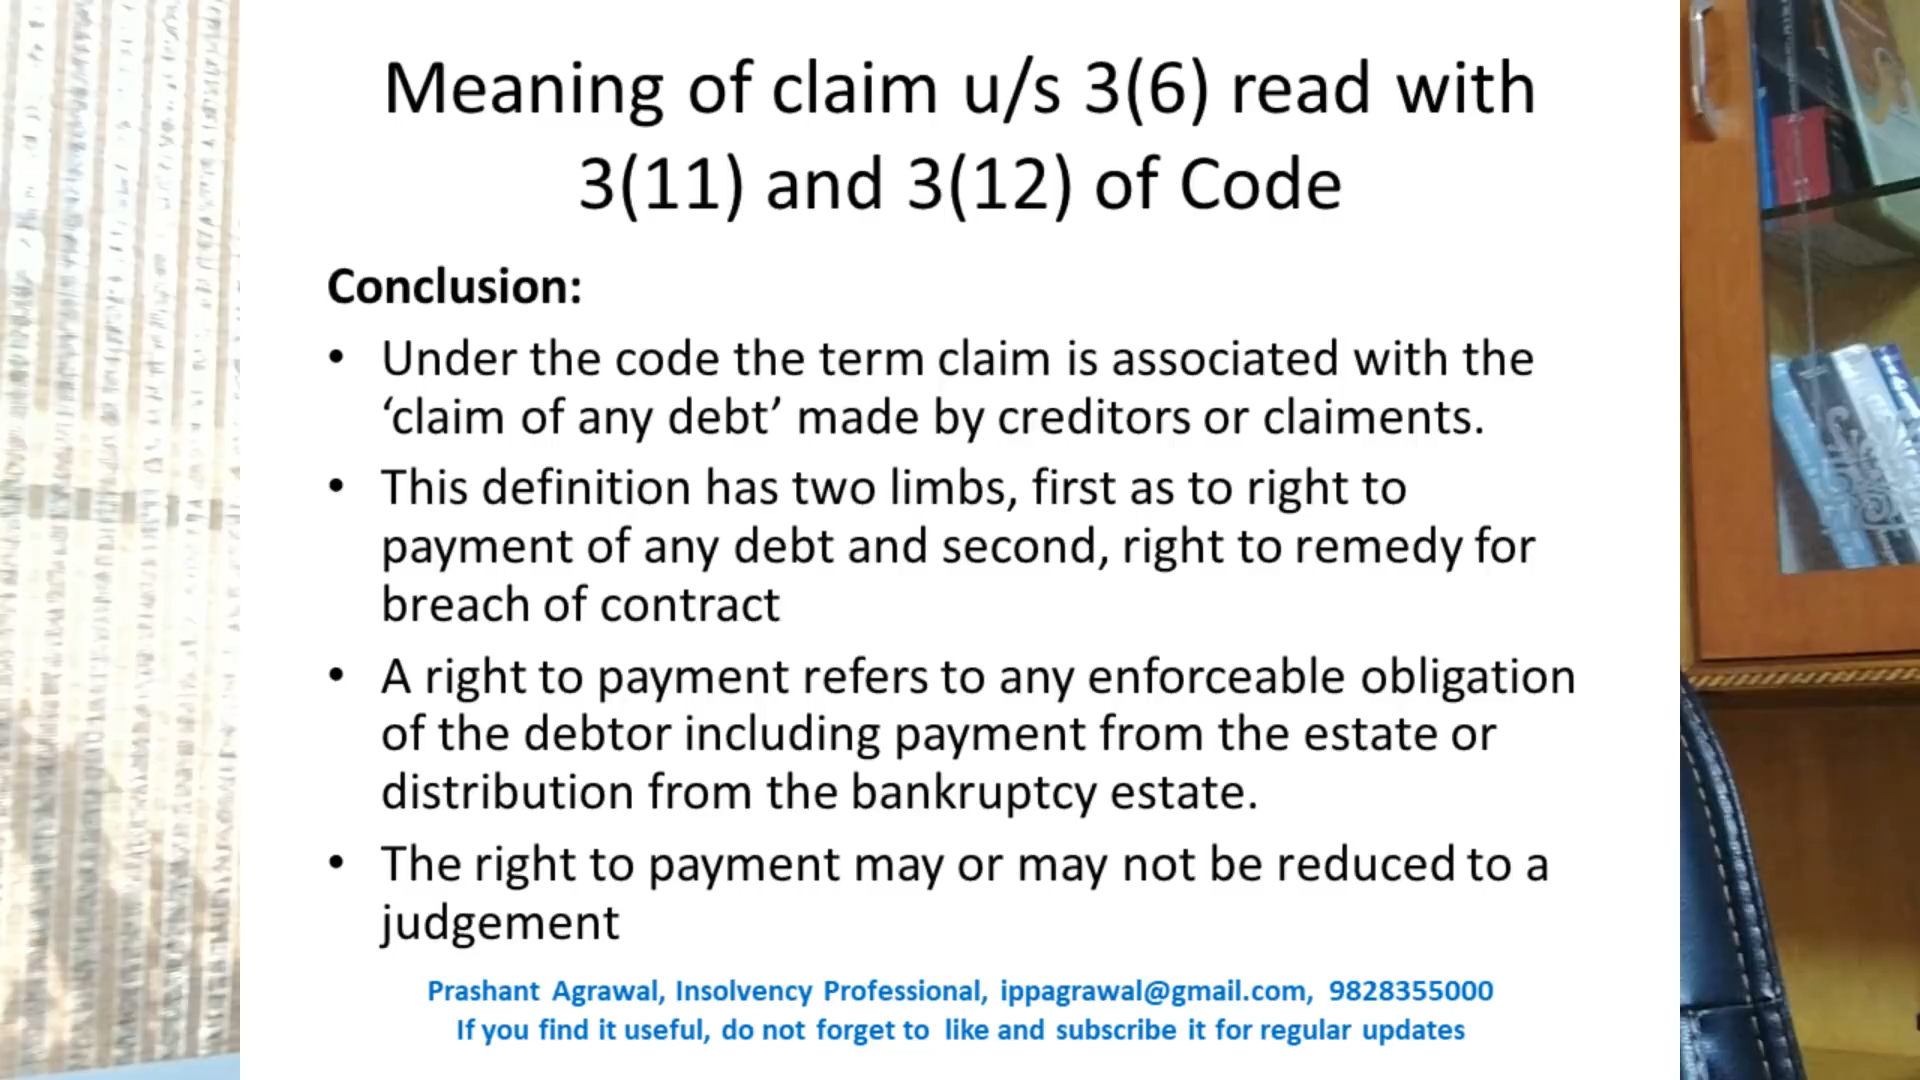 Meaning of claim u/s 3(6) read with
3(11) and 3(12) of Code
Conclusion:
• Under the code the term claim is associated with the
‘claim of any debt’ made by creditors or claiments.
• This definition has two limbs, first as to right to
payment of any debt and second, right to remedy for
breach of contract
• A right to payment refers to any enforceable obligation
of the debtor including payment from the estate or
distribution from the bankruptcy estate.
• The right to payment may or may not be reduced to a
judgement
Prashant Agrawal, Insolvency Professional, ippagrawal@gmail.com, 9828355000
If you find it useful, do not forget to like and subscribe it for regular updates